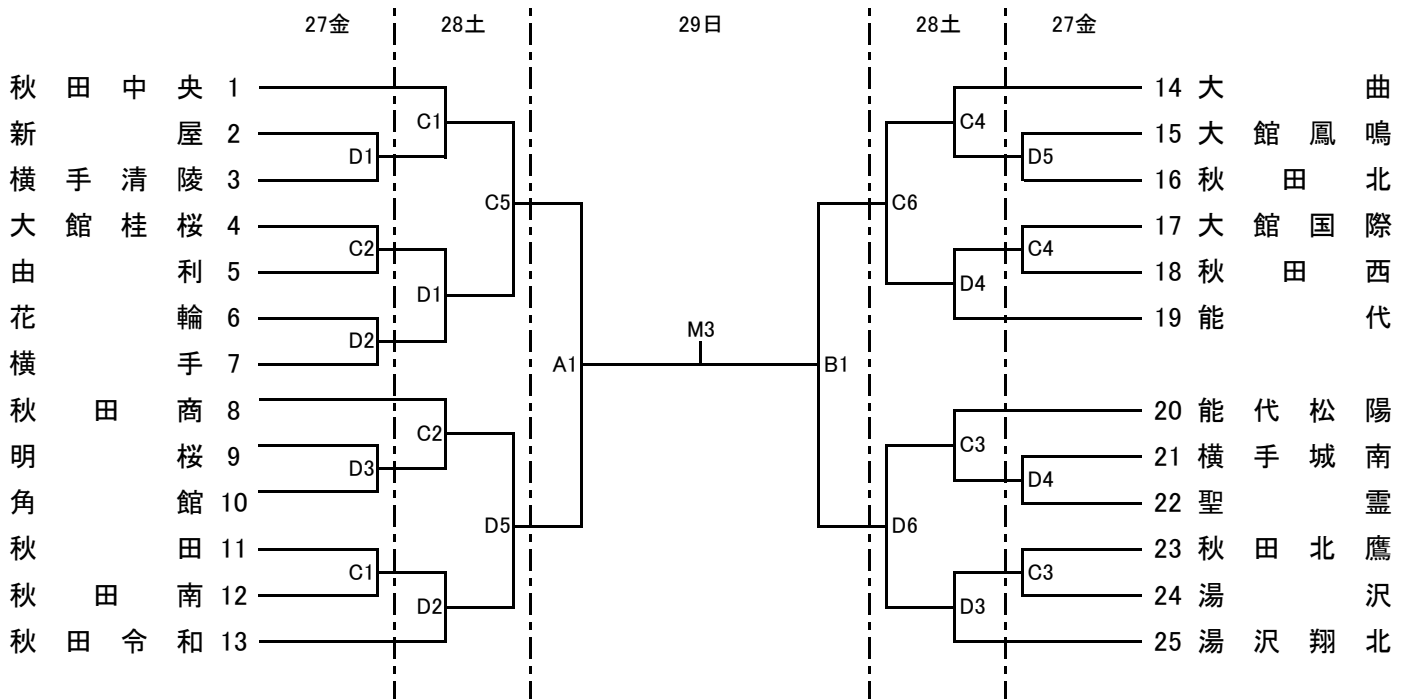 27金 28土 29日 28土 27金
秋田中央 1
新屋 2
横手清陵 3
大館桂桜 4
由利 5
花輪 6
横手 7
秋田商 8
明桜 9
角館 10
秋田 11
秋田南 12
秋田令和 13
D1
C2
D2
D3
C1
C1
D1
C2
D2
C5
D5
A1
M3
B1
C6
D6
C4
D4
C3
D3
D5
C4
D4
C3
14 大曲
15 大館鳳鳴
16 秋田北
17 大館国際
18 秋田西
19 能代
20 能代松陽
21 横手城南
22 聖霊
23 秋田北鷹
24 湯沢
25 湯沢翔北